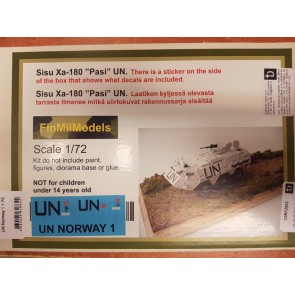 Sisu Xa-180 "Pasi" UN. There is a sticker on the side
of the box that shows what decals are included.
Sisu Xa-180 "Pasi" UN. Laatikon kyljessä olevasta
tarrasta ilmenee mitkä siirtokuvat rakennussarja sisältää
FinMilModels
Scale 1/72
Kit do not include paint,
figures, diorama base or glue.
NOT for children
under 14 years old
UN UN
UN NORWAY 1
UN Norway 1 1:72
UN